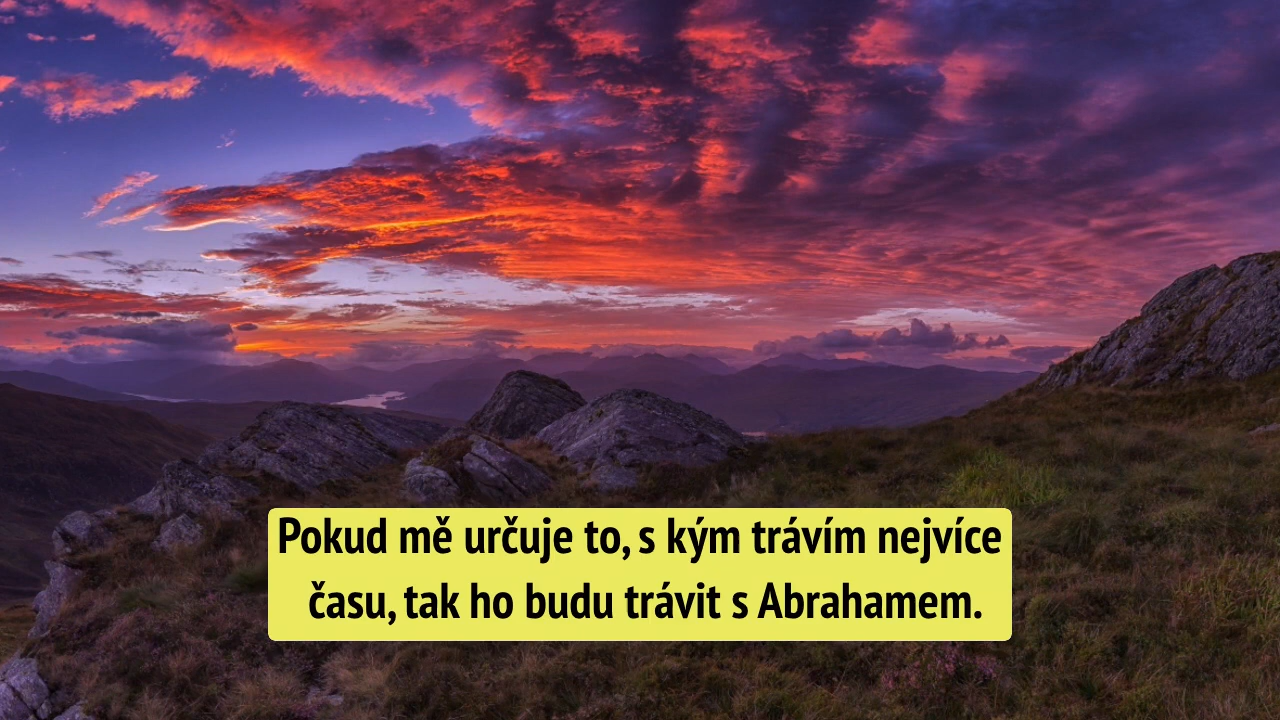 Pokud mě určuje to, s kým trávím nejvíce
času, tak ho budu trávit s Abrahamem.